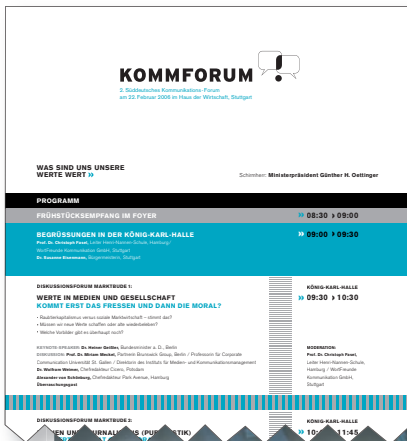 KOMMFORUM
2. Süddeutsches Kommunikations-Forum
am 23. Februar 2006 im Haus der Wirtschaft, Stuttgart
WAS SIND UNS UNSERE
WERTE WERT »
Schirmherr: Ministerpräsident Günther H. Oettinger
PROGRAMM
FRÜHSTÜCKSEMPFANG IM FOYER
» 08:30 › 09:00
BEGRÜSSUNGEN IN DER KÖNIG-KARL-HALLE
» 09:00 › 09:30
Prof. Dr. Christoph Fasel, Leiter Henri-Nannen-Schule, Hamburg/
WortFreunde Kommunikation GmbH, Stuttgart
Dr. Susanne Eisenmann, Bürgermeisterin, Stuttgart
DISKUSSIONSFORUM MARKTBUDE 1:
KÖNIG-KARL-HALLE
WERTE IN MEDIEN UND GESELLSCHAFT
» 09:30 › 10:30
KOMMT ERST DAS FRESSEN UND DANN DIE MORAL?
• Raubtierkapitalismus versus soziale Marktwirtschaft – stimmt das?
• Müssen wir neue Werte schaffen oder alte wiederbeleben?
• Welche Vorbilder gibt es überhaupt noch?
KEYNOTE-SPEAKER: Dr. Heiner Geißler, Bundesminister a. D., Berlin
DISKUSSION: Prof. Dr. Miriam Meckel, Partnerin Brunswick Group, Berlin / Professorin für Corporate
Communication Universität St. Gallen / Direktorin des Instituts für Medien- und Kommunikationsmanagement
Dr. Wolfram Weimer, Chefredakteur Cicero, Potsdam
Alexander von Schönburg, Chefredakteur Park Avenue, Hamburg
Überraschungsgast
MODERATION:
Prof. Dr. Christoph Fasel,
Leiter Henri-Nannen-Schule,
Hamburg / WortFreunde
Kommunikation GmbH,
Stuttgart
DISKUSSIONSFORUM MARKTBUDE 2:
KÖNIG-KARL-HALLE